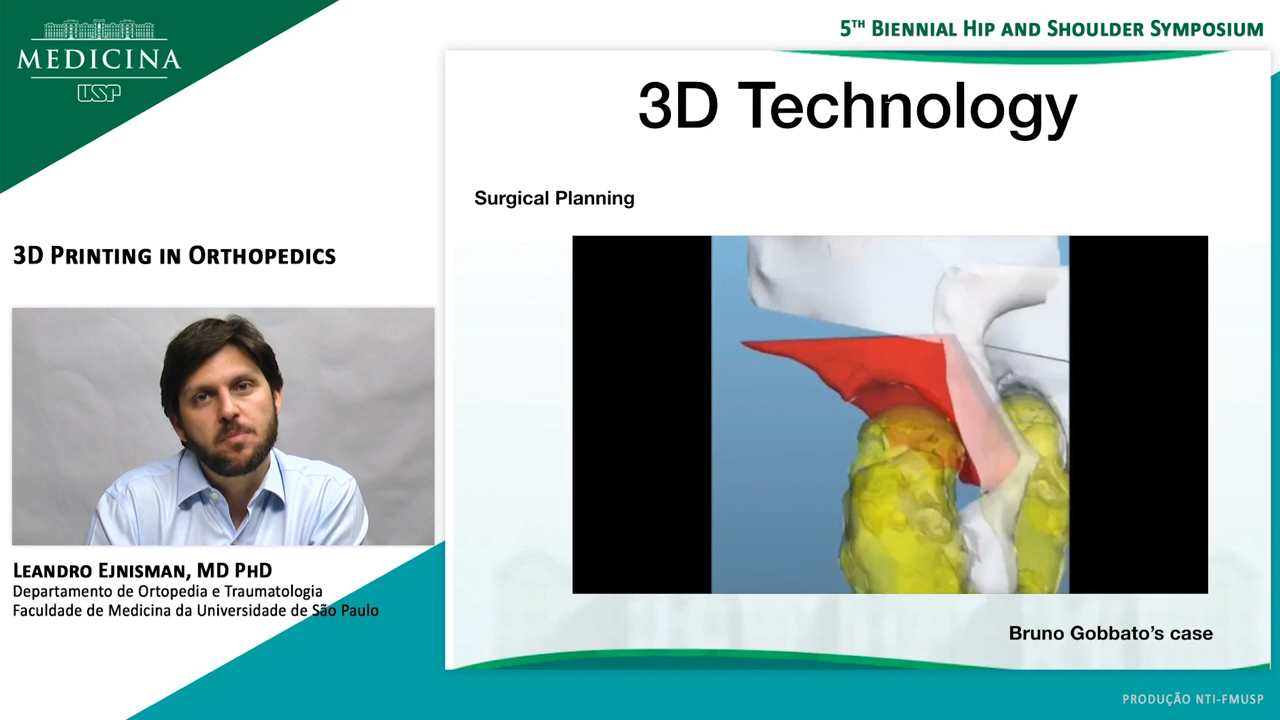 MEDICINA
USP
5TH BIENNIAL HIP AND SHOULDER SYMPOSIUM
3D Technology
Surgical Planning
3D PRINTING IN ORTHOPEDICS
LEANDRO EJNISMAN, MD PHD
Departamento de Ortopedia e Traumatologia
Faculdade de Medicina da Universidade de São Paulo
Bruno Gobbato's case
PRODUÇÃO NTI-FMUSP